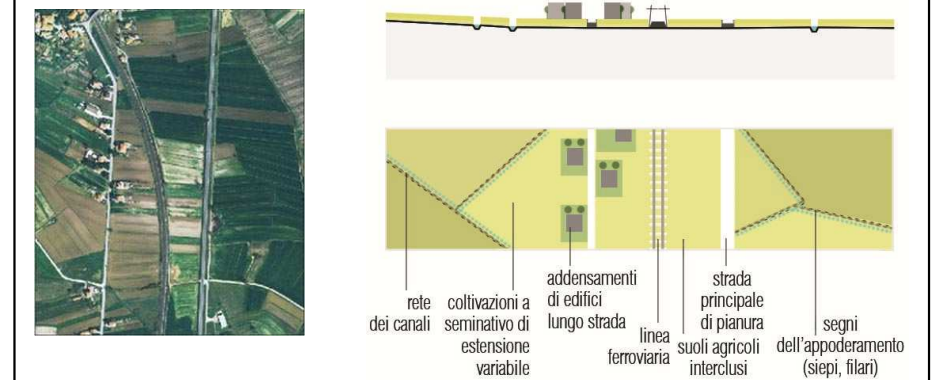 rete
dei canali
coltivazioni a
seminativo di
estensione
variabile
addensamenti
di edifici
lungo strada
linea
ferroviaria
suoli agricoli
interclusi
strada
principale
di pianura
segni
dell'appoderamento
(siepi, filari)